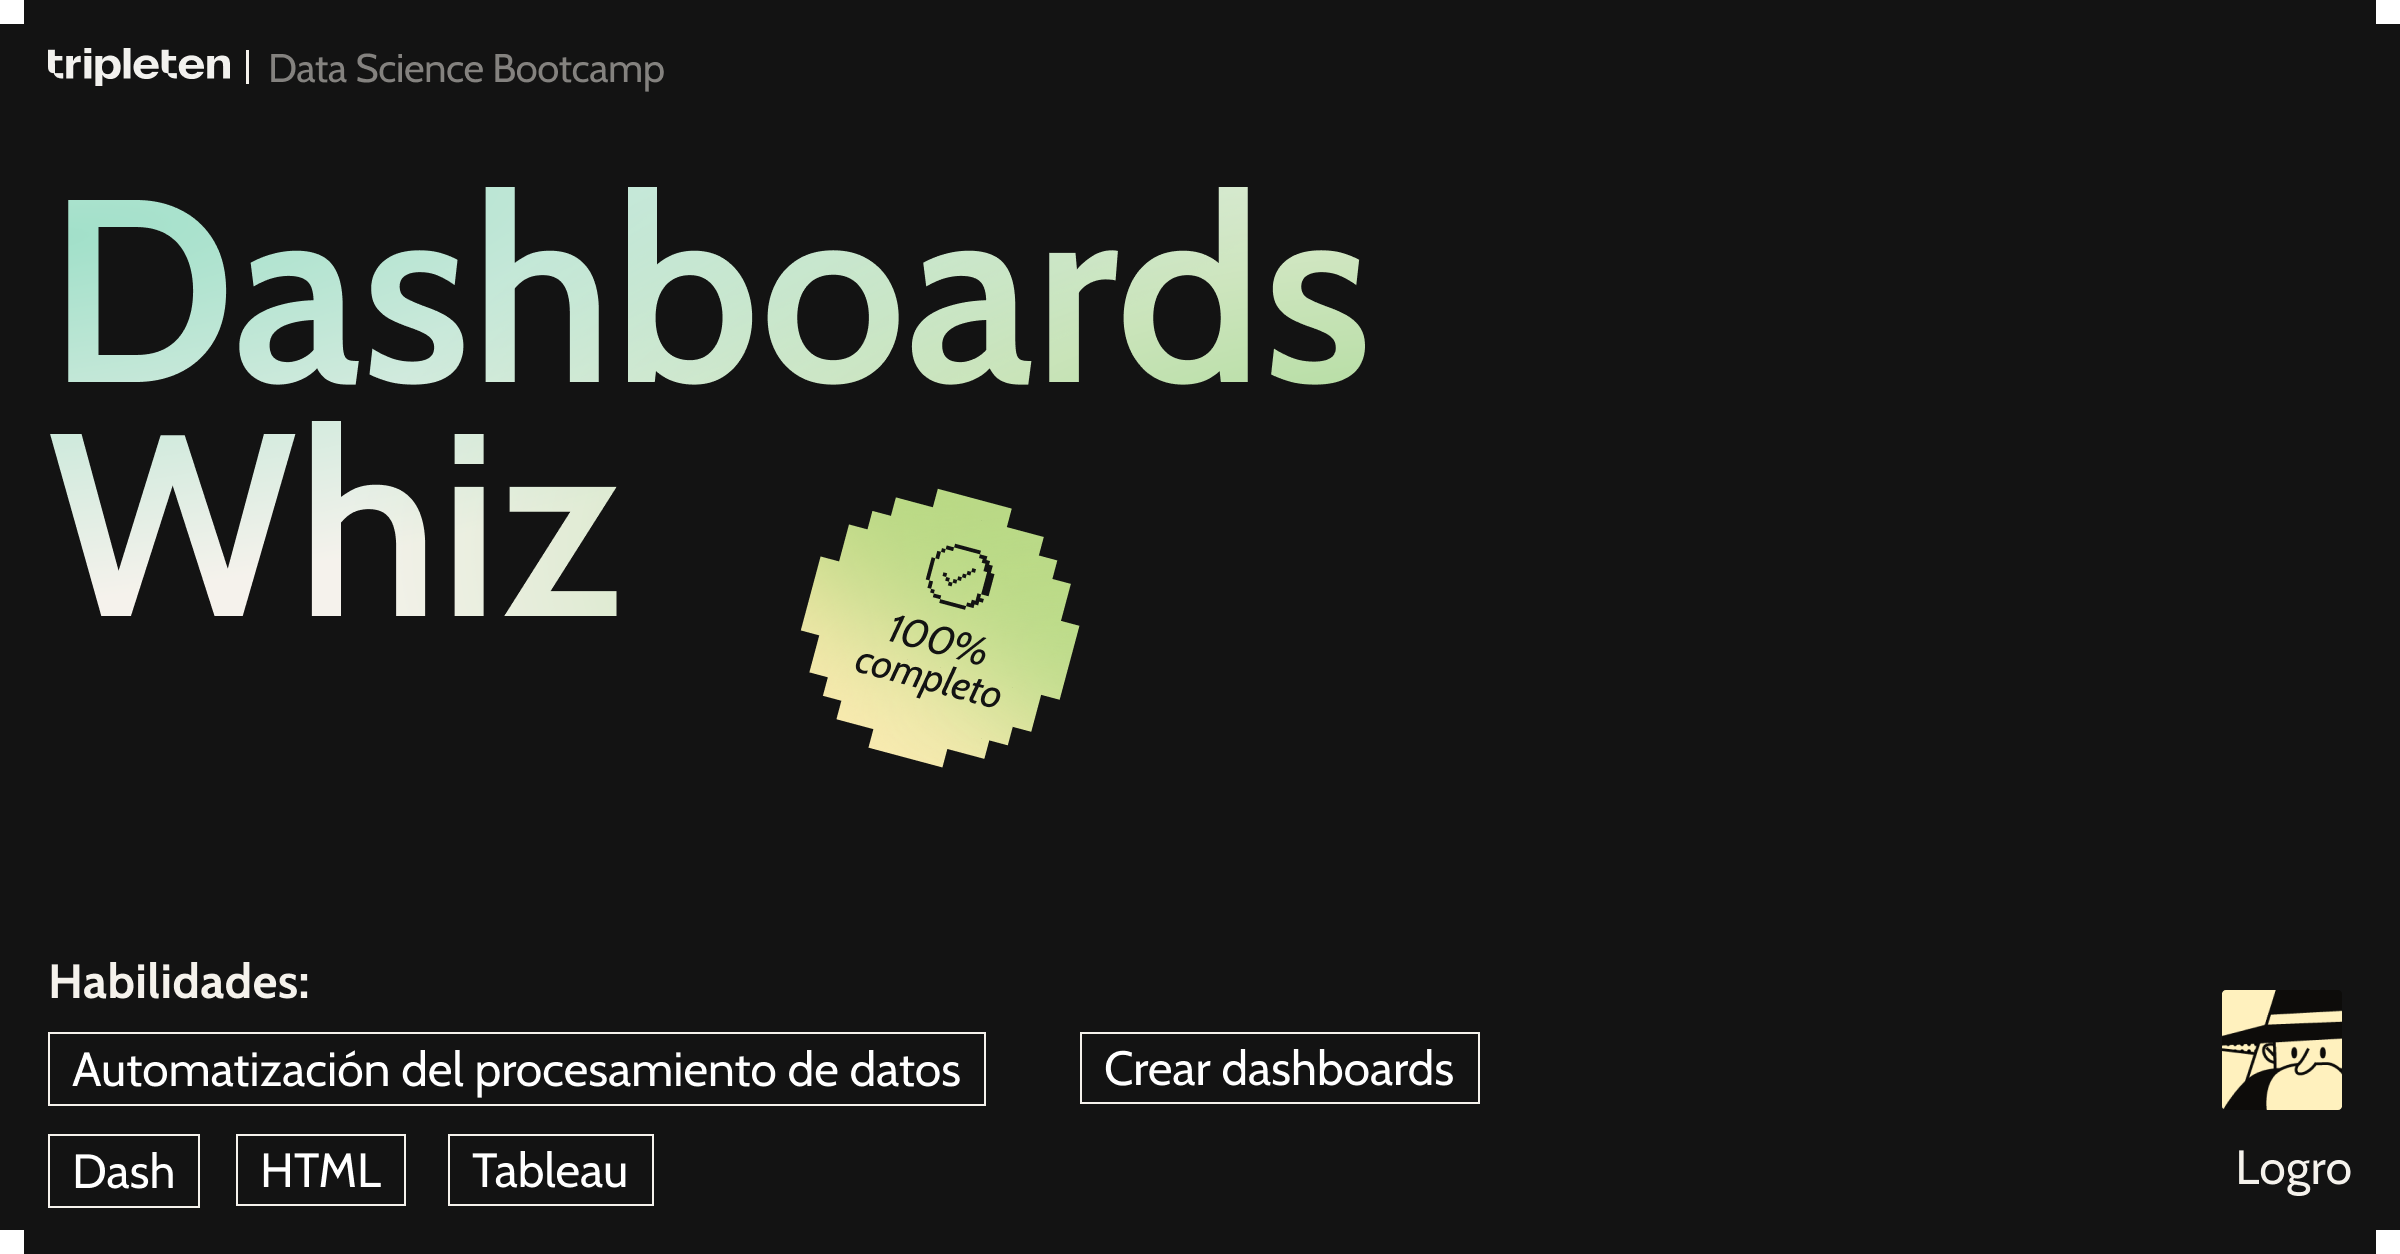 tripleten | Data Science Bootcamp
Dashboards
Whiz
100%
completo
Habilidades:
Automatización del procesamiento de datos
Crear dashboards
Dash
HTML
Tableau
Logro